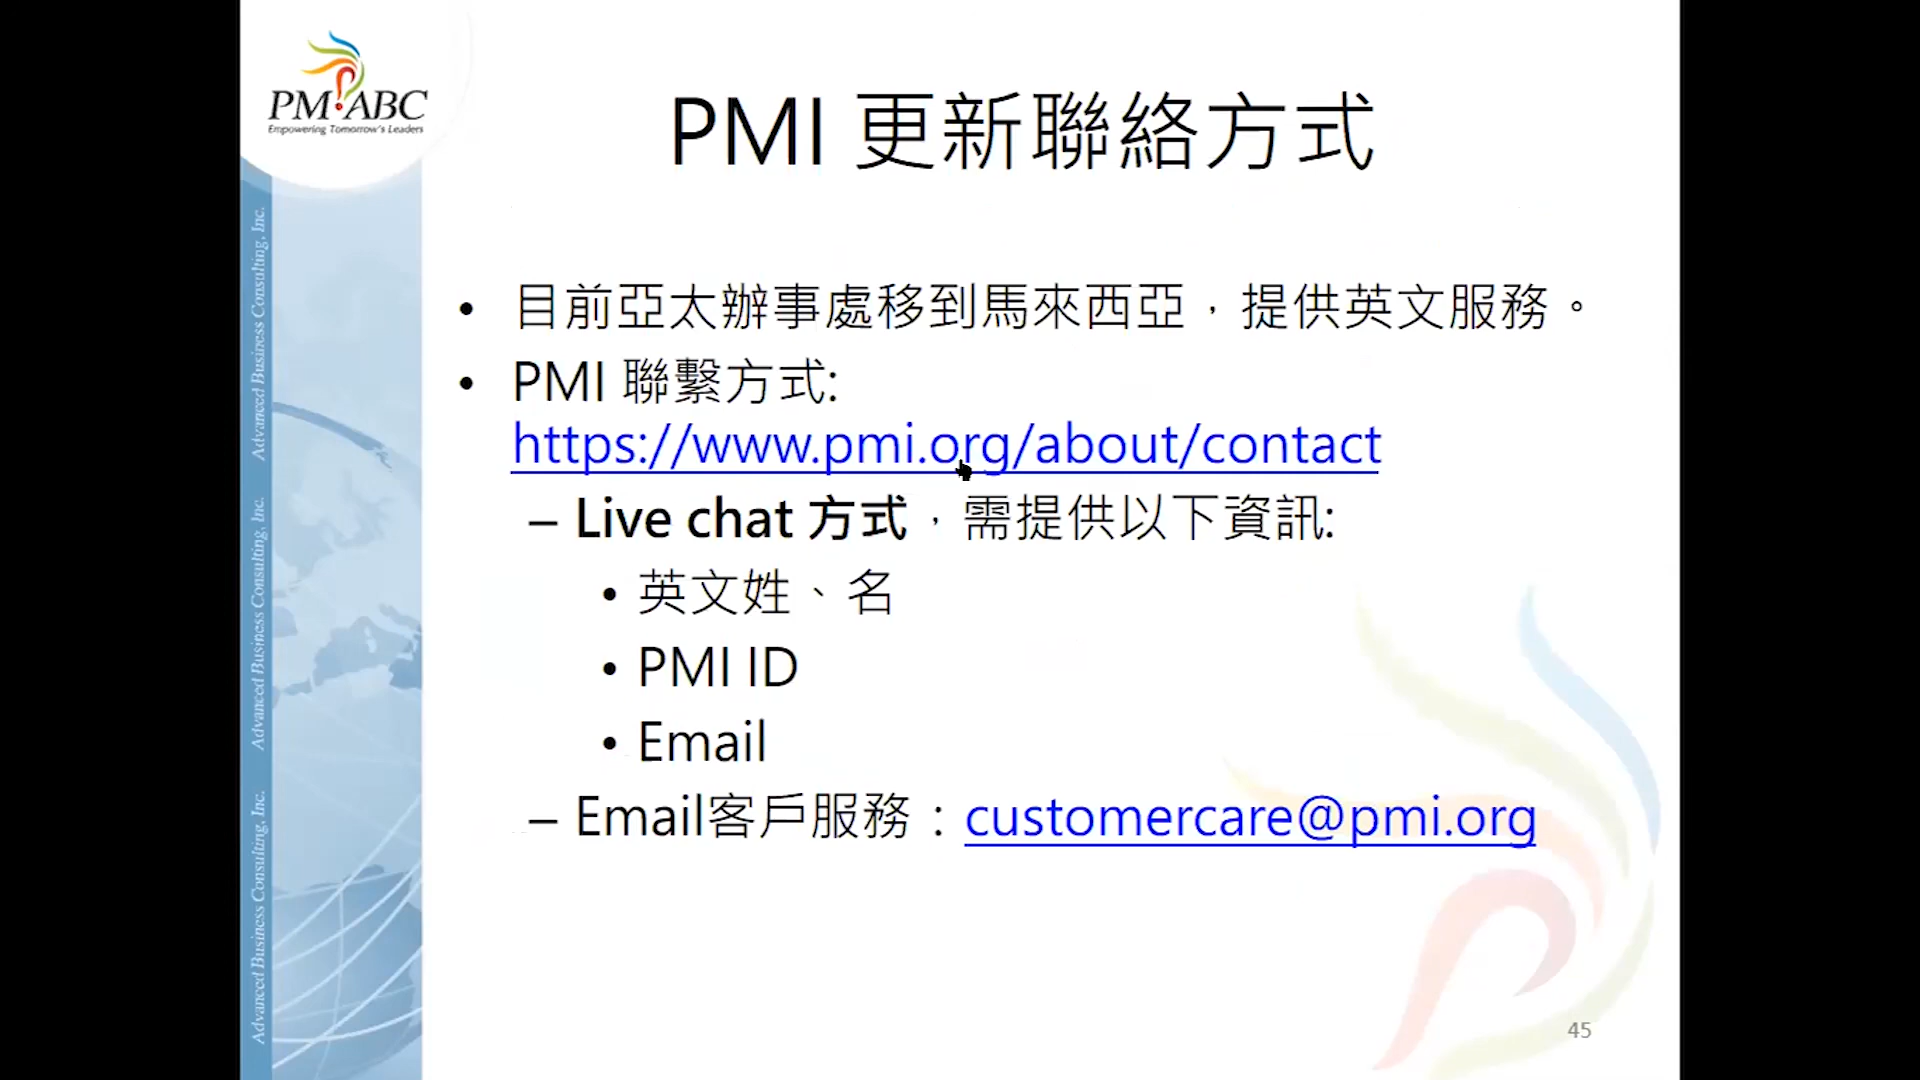 PM ABC
Empowering Tomorrow's Leaders
PMI 更新聯絡方式
• 目前亞太辦事處移到馬來西亞，提供英文服務。
• PMI 聯繫方式:
https://www.pmi.org/about/contact
– Live chat 方式，需提供以下資訊:
• 英文姓、名
• PMI ID
• Email
– Email客戶服務：customercare@pmi.org
Advanced Business Consulting, Inc.
Advanced Business Consulting, Inc.
Advanced Business Consulting, Inc.
45